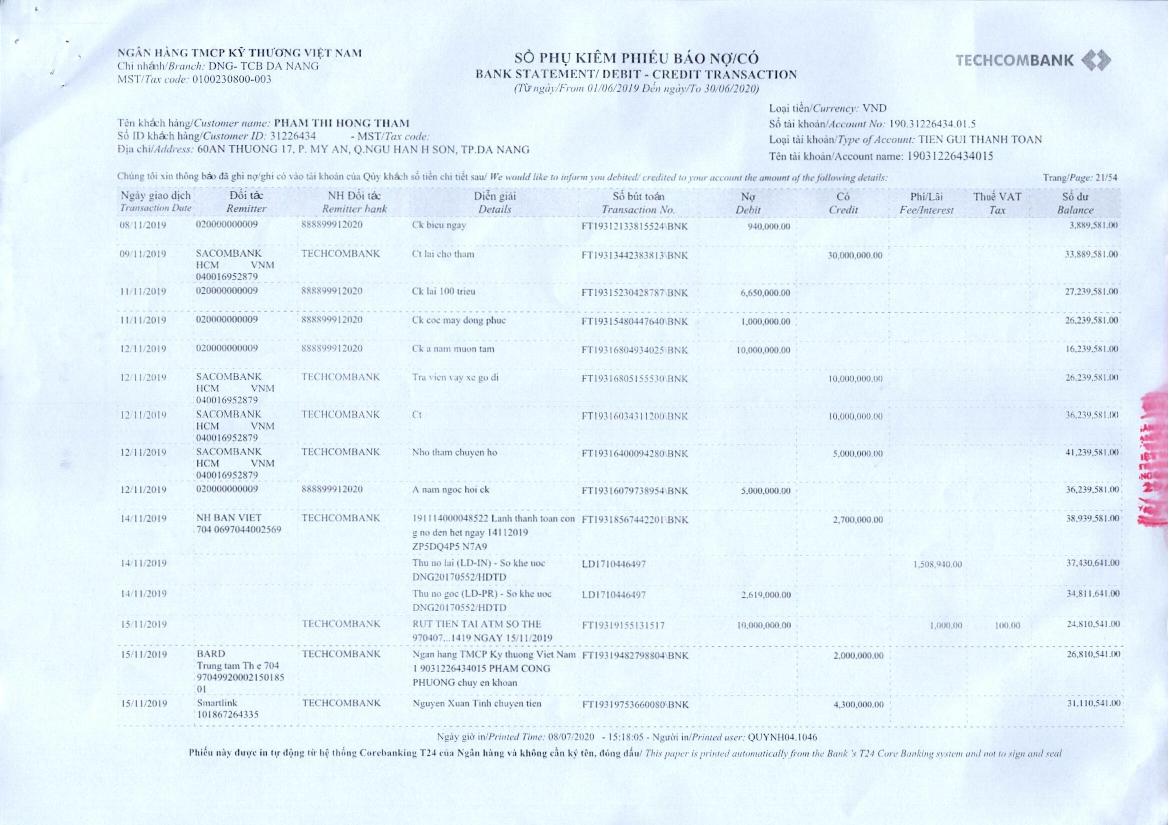 NGÂN HÀNG TMCP KỸ THƯƠNG VIỆT NAM
Chi nhánh/Branch: DNG- TCB DA NANG
MST/Tax code: 0100230800-003
SỔ PHỤ KIÊM PHIẾU BÁO NỢ/CÓ
BANK STATEMENT/ DEBIT - CREDIT TRANSACTION
(Từ ngày/From 01/06/2019 Đến ngày/To 30/06/2020)
TECHCOMBANK
Tên khách hàng/Customer name: PHAM THI HONG THAM
Số ID khách hàng/Customer ID: 31226434 - MST/Tax code:
Địa chỉ/Address: 60AN THUONG 17, P. MY AN, Q.NGU HAN H SON, TP.DA NANG
Loại tiền/Currency: VND
Số tài khoản/Account No: 190.31226434.01.5
Loại tài khoản/Type of Account: TIEN GUI THANH TOAN
Tên tài khoản/Account name: 19031226434015
Chúng tôi xin thông báo đã ghi nợ/ghi có vào tài khoản của Qúy khách số tiền chi tiết sau/ We would like to inform you debited/ credited to your account the amount of the following details: Trang/Page: 21/54
Ngày giao dịch Đối tác NH Đối tác Diễn giải Số bút toán Nợ Có Phí/Lãi Thuế VAT Số dư
Transaction Date Remitter Remitter bank Details Transaction No. Debit Credit Fee/Interest Tax Balance
08/11/2019 020000000009 888899912020 Ck bieu ngay FT19312133815524\BNK 940,000.00 3,889,581.00
09/11/2019 SACOMBANK TECHCOMBANK Ct lai cho tham FT19313442383813\BNK 30,000,000.00 33,889,581.00
HCM VNM
040016952879
11/11/2019 020000000009 888899912020 Ck lai 100 trieu FT19315230428787\BNK 6,650,000.00 27,239,581.00
11/11/2019 020000000009 888899912020 Ck coc may dong phuc FT19315480447640\BNK 1,000,000.00 26,239,581.00
12/11/2019 020000000009 888899912020 Ck a nam muon tam FT19316804934025\BNK 10,000,000.00 16,239,581.00
12/11/2019 SACOMBANK TECHCOMBANK Tra vien vay xe go di FT19316805155530\BNK 10,000,000.00 26,239,581.00
HCM VNM
040016952879
12/11/2019 SACOMBANK TECHCOMBANK Ct FT19316034311200\BNK 10,000,000.00 36,239,581.00
HCM VNM
040016952879
12/11/2019 SACOMBANK TECHCOMBANK Nho tham chuyen ho FT19316400094280\BNK 5,000,000.00 41,239,581.00
HCM VNM
040016952879
12/11/2019 020000000009 888899912020 A nam ngoc hoi ck FT19316079738954\BNK 5,000,000.00 36,239,581.00
14/11/2019 NH BAN VIET TECHCOMBANK 191114000048522 Lanh thanh toan con FT19318567442201\BNK 2,700,000.00 38,939,581.00
704 0697044002569 g no den het ngay 14112019
ZP5DQ4P5 N7A9
14/11/2019 Thu no lai (LD-IN) - So khe uoc LD1710446497 1,508,940.00 37,430,641.00
DNG20170552/HDTD
14/11/2019 Thu no goc (LD-PR) - So khe uoc LD1710446497 2,619,000.00 34,811,641.00
DNG20170552/HDTD
15/11/2019 TECHCOMBANK RUT TIEN TAI ATM SO THE FT19319155131517 10,000,000.00 1,000.00 100.00 24,810,541.00
970407...1419 NGAY 15/11/2019
15/11/2019 BARD TECHCOMBANK Ngan hang TMCP Ky thuong Viet Nam FT19319482798804\BNK 2,000,000.00 26,810,541.00
Trung tam Th e 704 1 9031226434015 PHAM CONG
97049920002150185 PHUONG chuy en khoan
01
15/11/2019 Smartlink TECHCOMBANK Nguyen Xuan Tinh chuyen tien FT19319753660080\BNK 4,300,000.00 31,110,541.00
101867264335
Ngày giờ in/Printed Time: 08/07/2020 - 15:18:05 - Người in/Printed user: QUYNH04.1046
Phiếu này được in tự động từ hệ thống Corebanking T24 của Ngân hàng và không cần ký tên, đóng dấu/ This paper is printed automatically from the Bank 's T24 Core Banking system and not to sign and seal